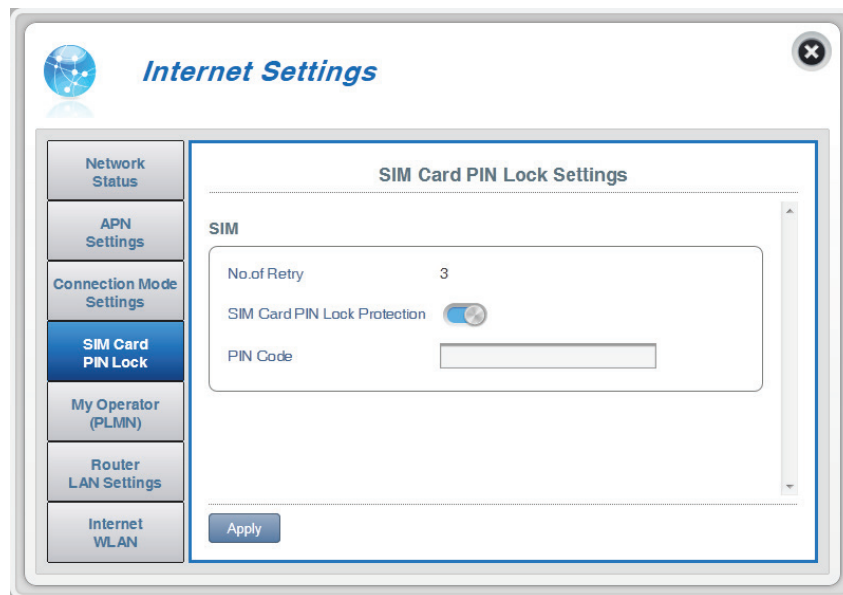 Internet Settings
Network
Status
APN
Settings
Connection Mode
Settings
SIM Card
PIN Lock
My Operator
(PLMN)
Router
LAN Settings
Internet
WLAN
SIM Card PIN Lock Settings
SIM
No.of Retry 3
SIM Card PIN Lock Protection
PIN Code
Apply